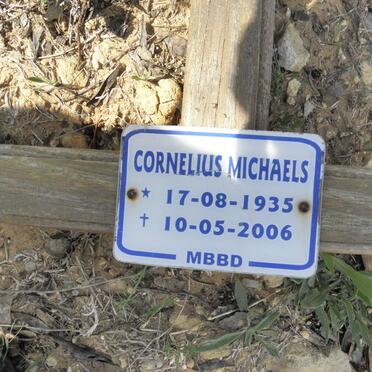 CORNELIUS MICHAELS
★ 17-08-1935
† 10-05-2006
MBBD